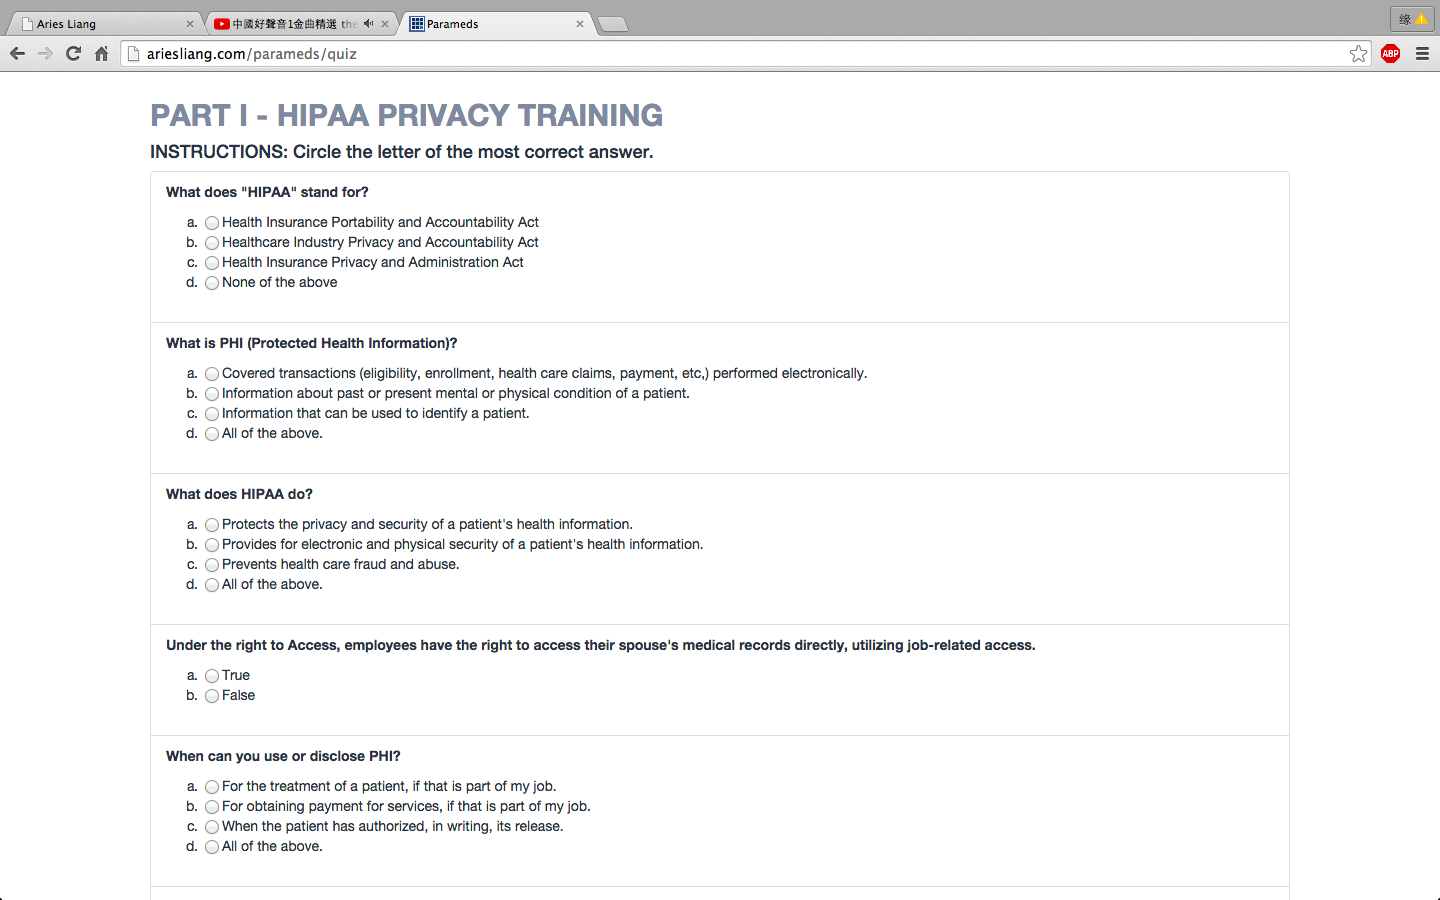 Aries Liang
中國好聲音1金曲精選 the
Parameds
缘
ariesliang.com/parameds/quiz
ABP
PART I - HIPAA PRIVACY TRAINING
INSTRUCTIONS: Circle the letter of the most correct answer.
What does "HIPAA" stand for?
a. Health Insurance Portability and Accountability Act
b. Healthcare Industry Privacy and Accountability Act
c. Health Insurance Privacy and Administration Act
d. None of the above
What is PHI (Protected Health Information)?
a. Covered transactions (eligibility, enrollment, health care claims, payment, etc,) performed electronically.
b. Information about past or present mental or physical condition of a patient.
c. Information that can be used to identify a patient.
d. All of the above.
What does HIPAA do?
a. Protects the privacy and security of a patient's health information.
b. Provides for electronic and physical security of a patient's health information.
c. Prevents health care fraud and abuse.
d. All of the above.
Under the right to Access, employees have the right to access their spouse's medical records directly, utilizing job-related access.
a. True
b. False
When can you use or disclose PHI?
a. For the treatment of a patient, if that is part of my job.
b. For obtaining payment for services, if that is part of my job.
c. When the patient has authorized, in writing, its release.
d. All of the above.